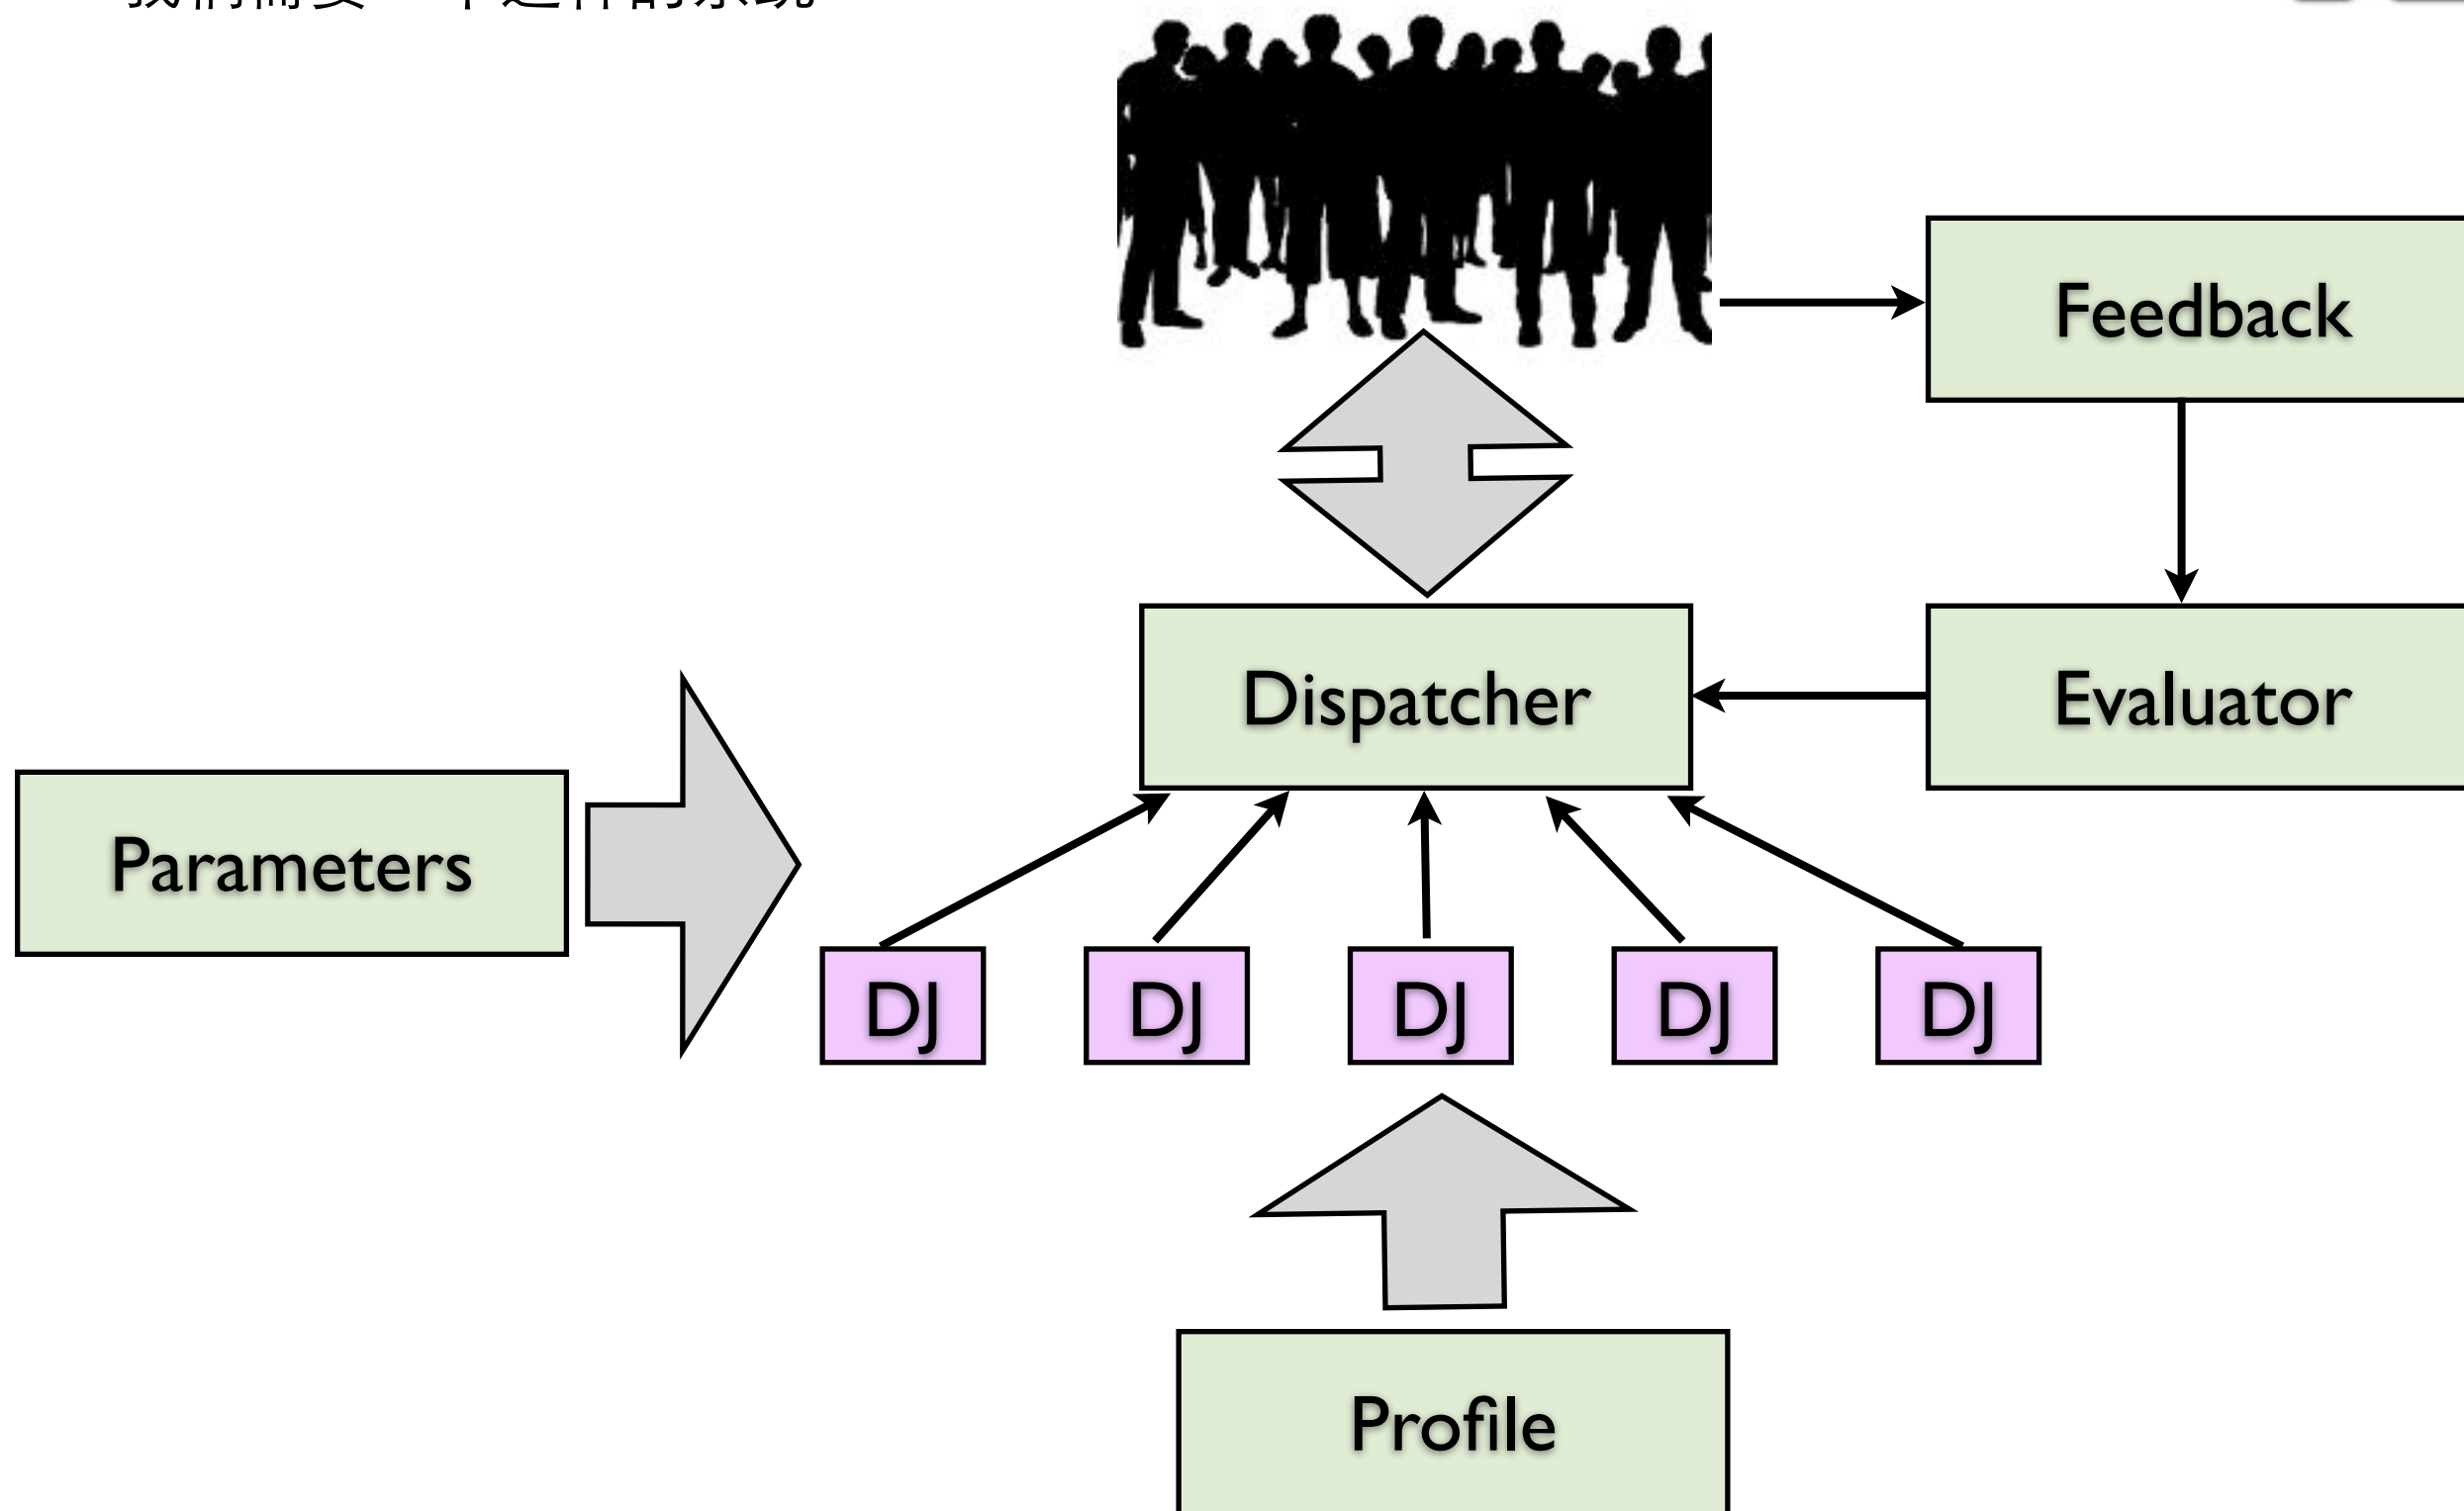 Feedback
Dispatcher
Evaluator
Parameters
DJ DJ DJ DJ DJ
Profile